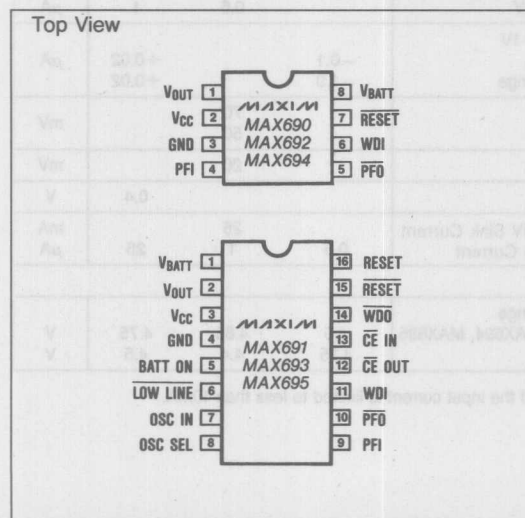 Top View
VOUT 1 8 VBATT
VCC 2 MAXIM 7 RESET
GND 3 MAX690 6 WDI
PFI 4 MAX692 5 PFO
MAX694
VBATT 1 16 RESET
VOUT 2 15 RESET
VCC 3 MAXIM 14 WDO
GND 4 MAX691 13 CE IN
BATT ON 5 MAX693 12 CE OUT
LOW LINE 6 MAX695 11 WDI
OSC IN 7 10 PFO
OSC SEL 8 9 PFI